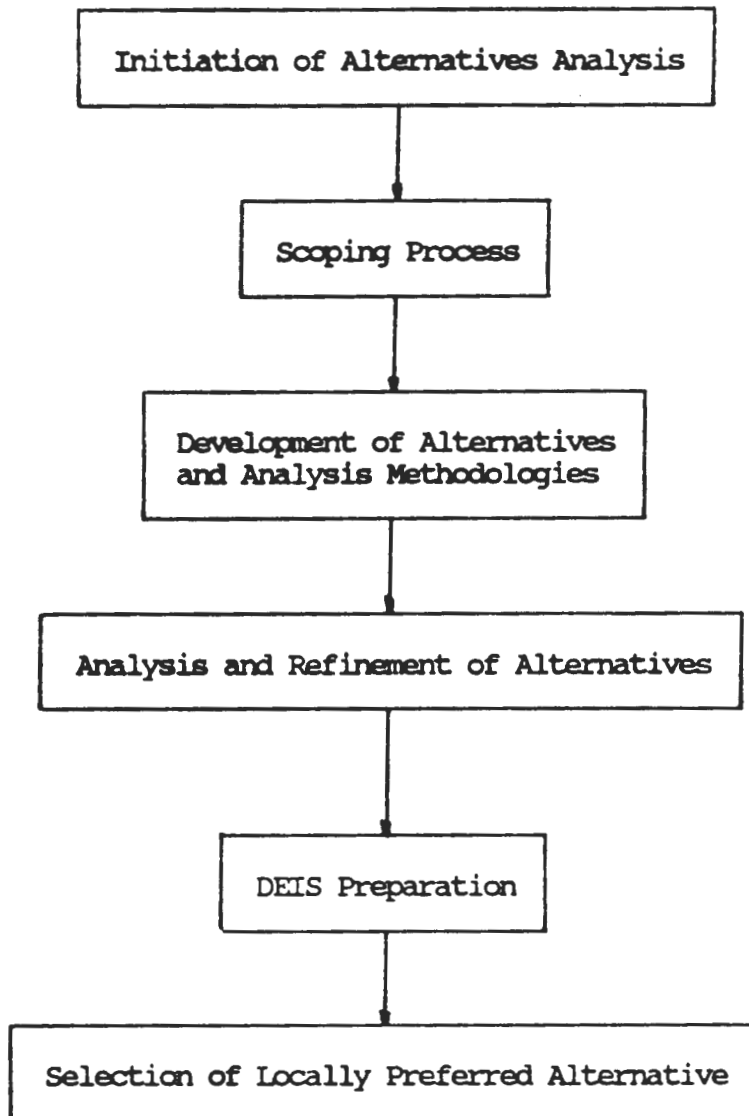 Initiation of Alternatives Analysis
Scoping Process
Development of Alternatives
and Analysis Methodologies
Analysis and Refinement of Alternatives
DEIS Preparation
Selection of Locally Preferred Alternative